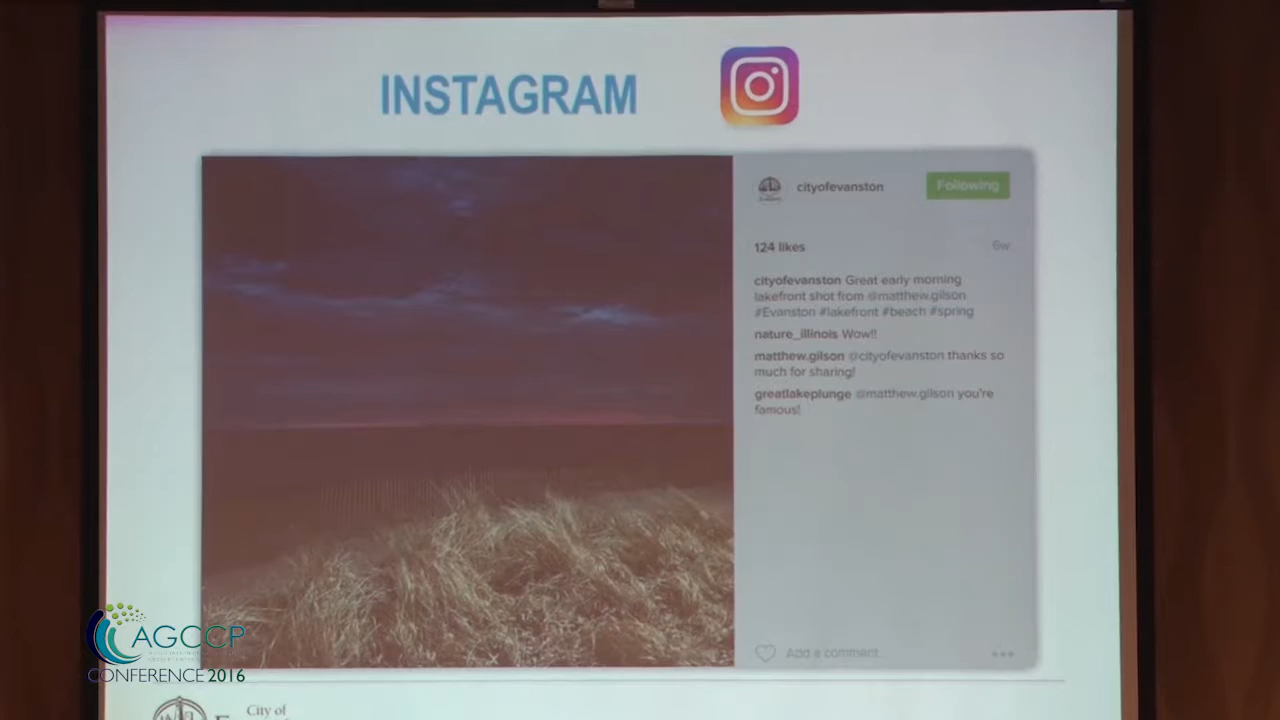 INSTAGRAM
cityofevanston
Following
124 likes
6w
cityofevanston Great early morning
lakefront shot from @matthew.gilson
#Evanston #lakefront #beach #spring
nature_illinois Wow!!
matthew.gilson @cityofevanston thanks so
much for sharing!
greatlakeplunge @matthew.gilson you're
famous!
Add a comment
AGCCP
CONFERENCE 2016
City of